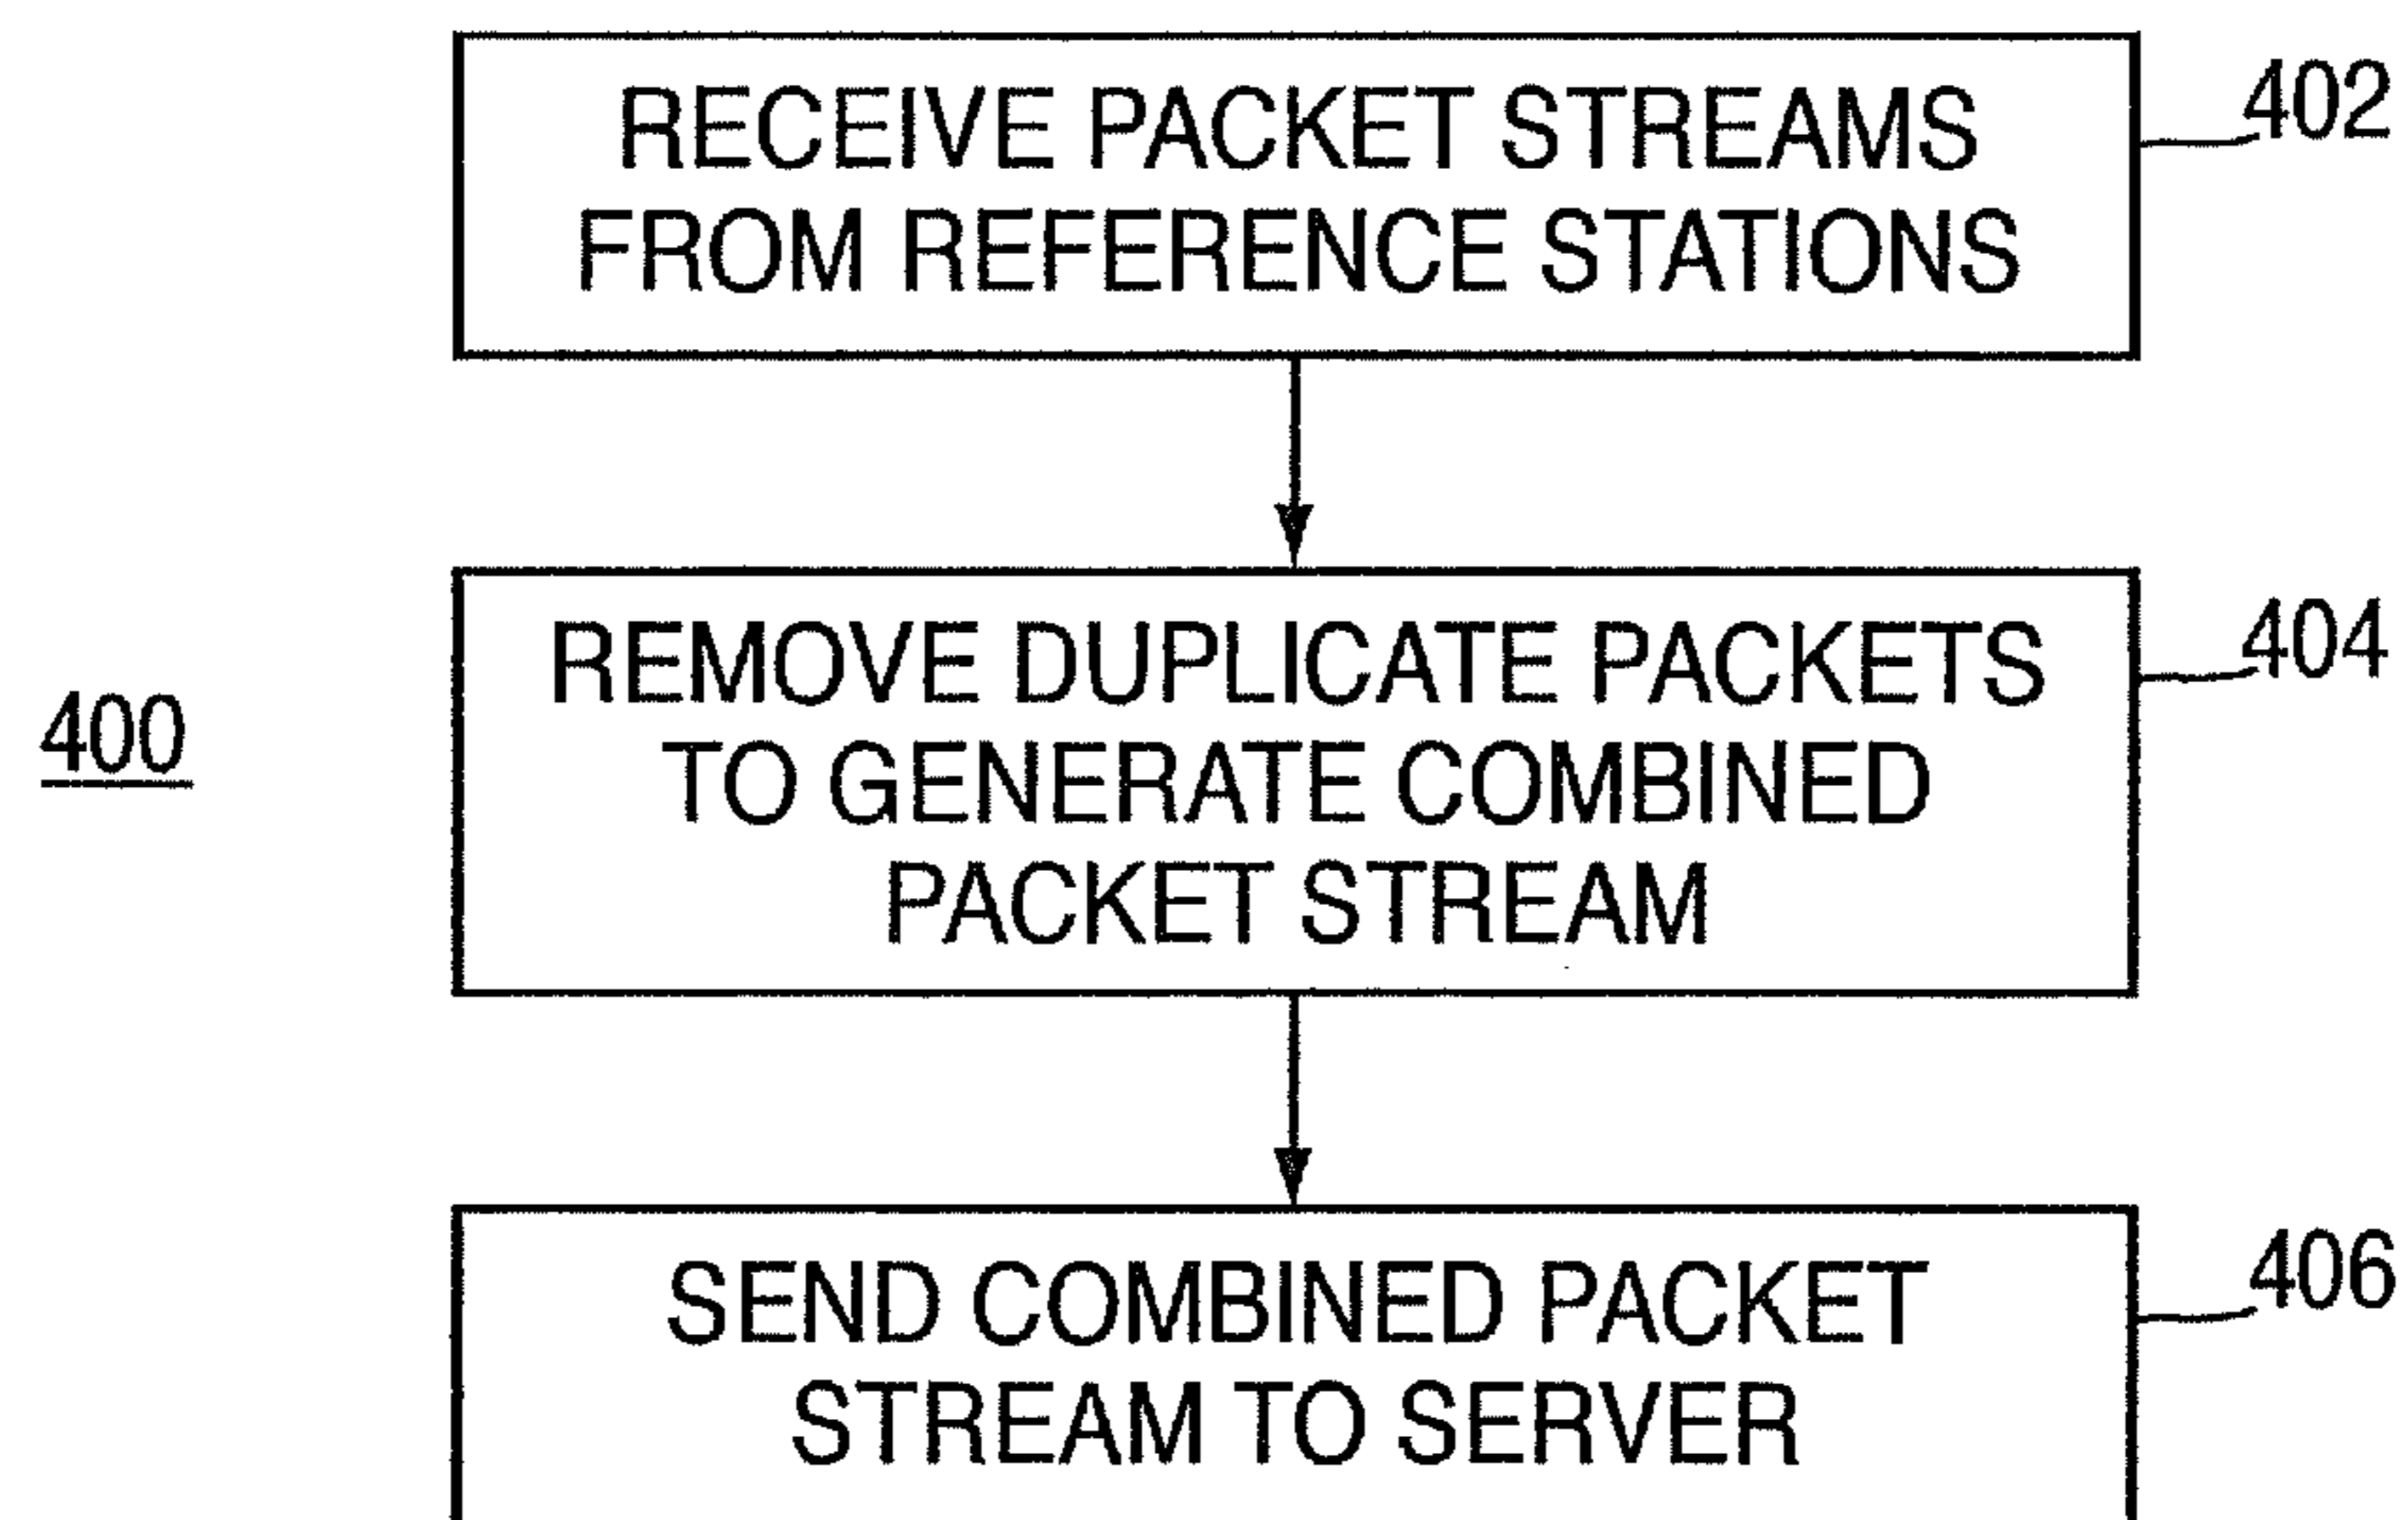 RECEIVE PACKET STREAMS
FROM REFERENCE STATIONS
402
REMOVE DUPLICATE PACKETS
TO GENERATE COMBINED
PACKET STREAM
404
400
SEND COMBINED PACKET
STREAM TO SERVER
406